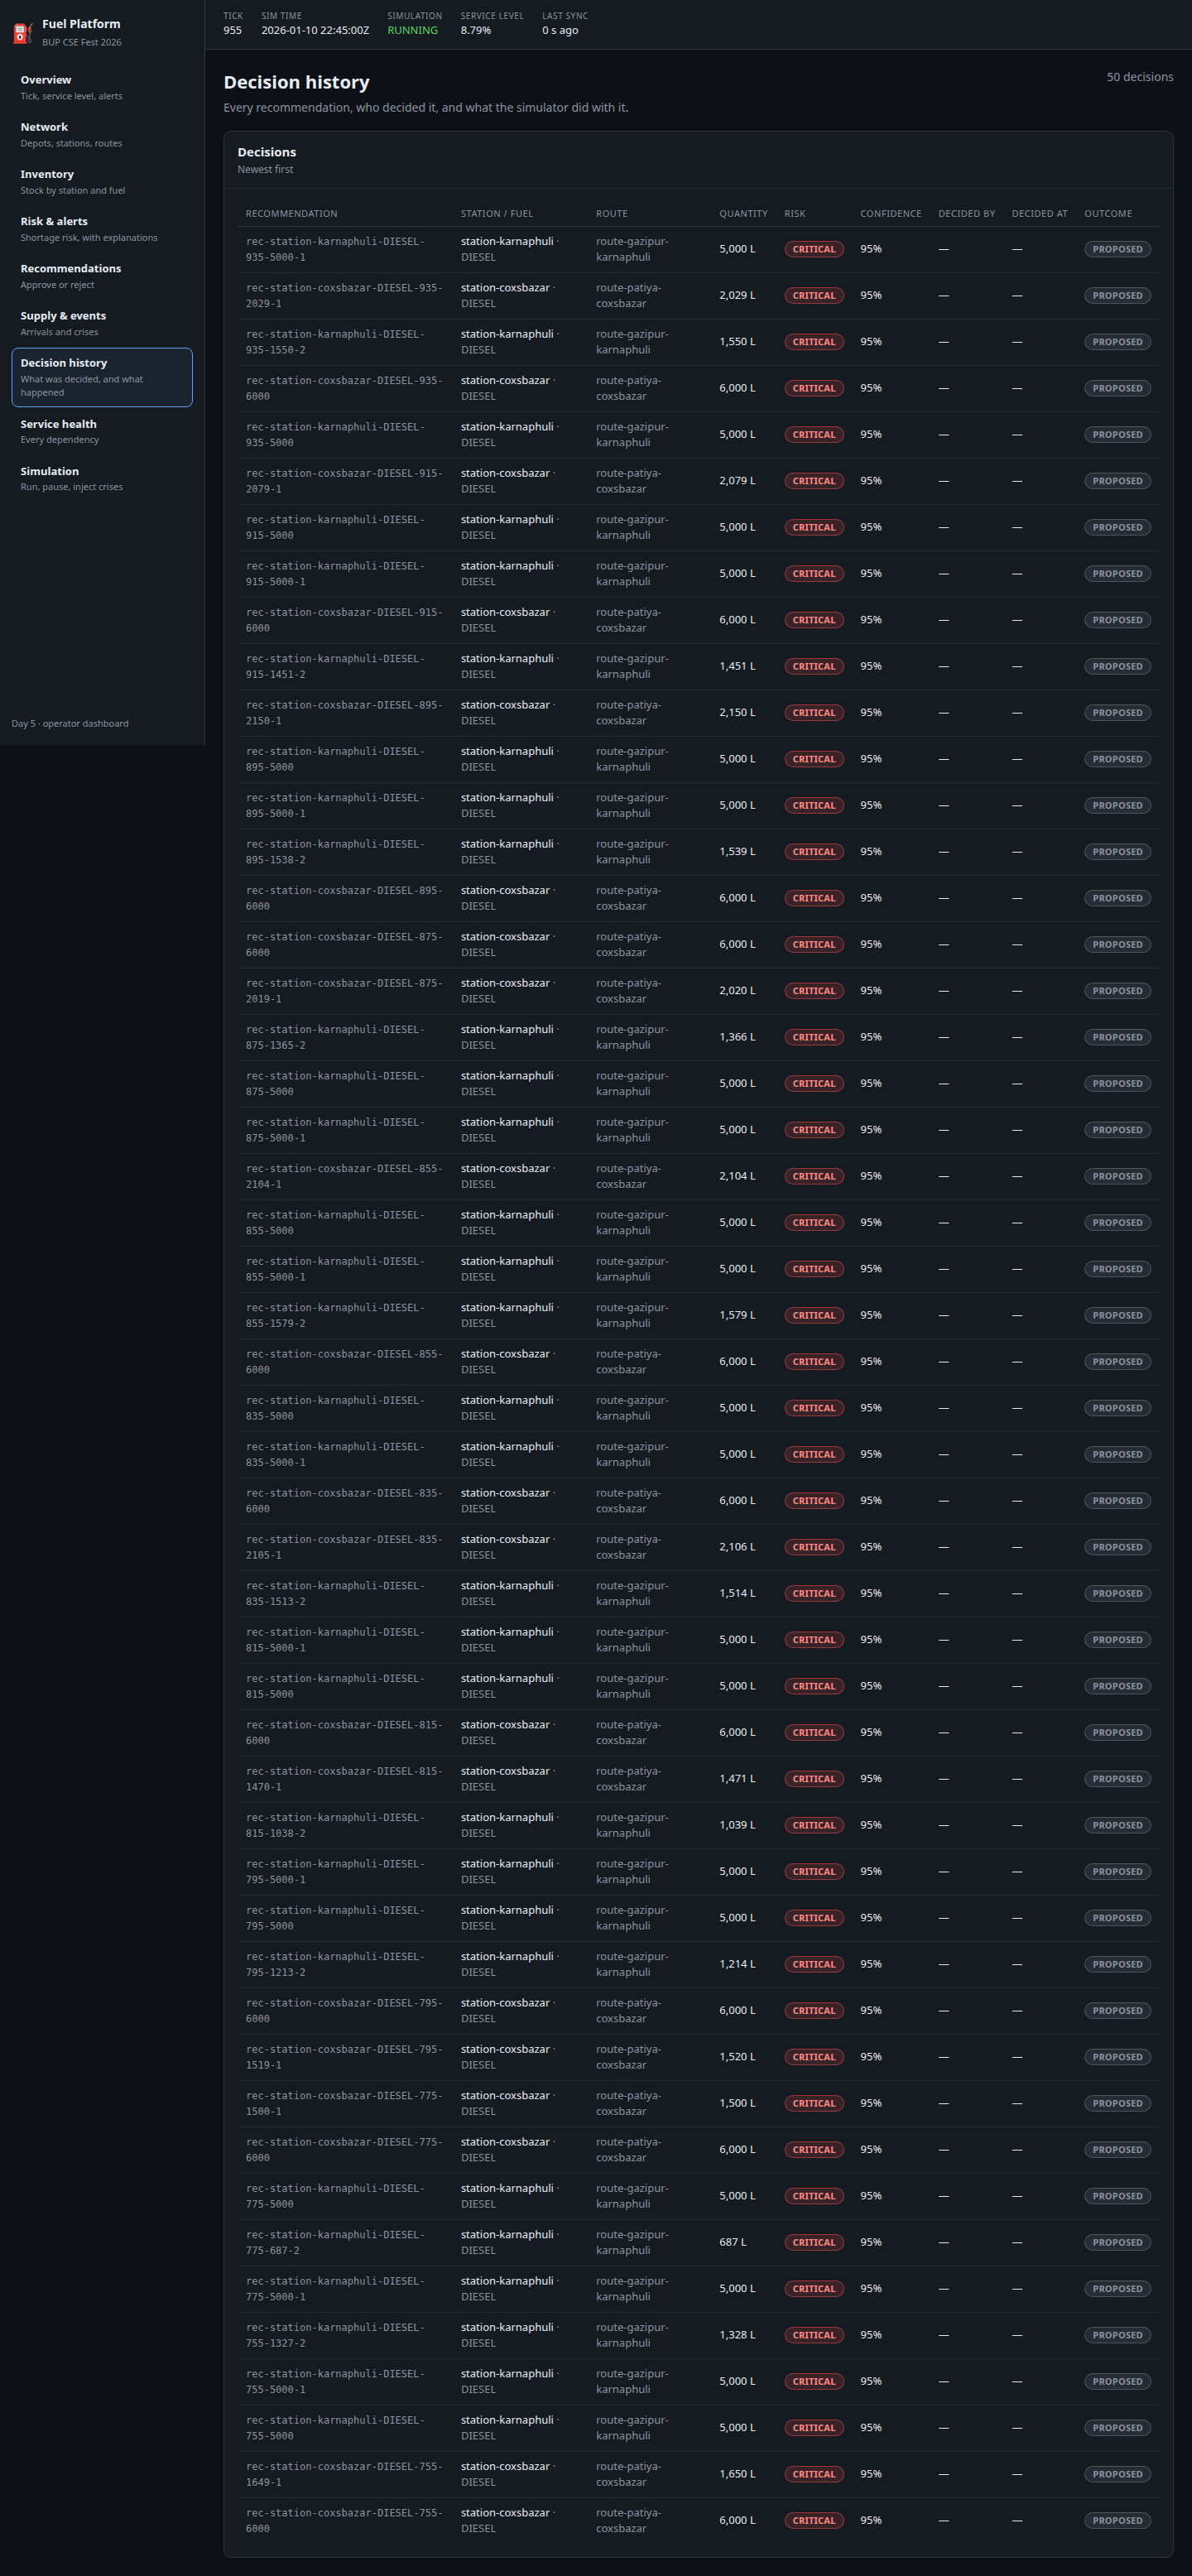 Fuel Platform
BUP CSE Fest 2026
Overview
Tick, service level, alerts
Network
Depots, stations, routes
Inventory
Stock by station and fuel
Risk & alerts
Shortage risk, with explanations
Recommendations
Approve or reject
Supply & events
Arrivals and crises
Decision history
What was decided, and what
happened
Service health
Every dependency
Simulation
Run, pause, inject crises
Day 5 · operator dashboard
TICK SIM TIME SIMULATION SERVICE LEVEL LAST SYNC
955 2026-01-10 22:45:00Z RUNNING 8.79% 0 s ago
Decision history 50 decisions
Every recommendation, who decided it, and what the simulator did with it.
Decisions
Newest first
RECOMMENDATION STATION / FUEL ROUTE QUANTITY RISK CONFIDENCE DECIDED BY DECIDED AT OUTCOME
rec-station-karnaphuli-DIESEL- station-karnaphuli · route-gazipur- 5,000 L CRITICAL 95% — — PROPOSED
935-5000-1 DIESEL karnaphuli
rec-station-coxsbazar-DIESEL-935- station-coxsbazar · route-patiya- 2,029 L CRITICAL 95% — — PROPOSED
2029-1 DIESEL coxsbazar
rec-station-karnaphuli-DIESEL- station-karnaphuli · route-gazipur- 1,550 L CRITICAL 95% — — PROPOSED
935-1550-2 DIESEL karnaphuli
rec-station-coxsbazar-DIESEL-935- station-coxsbazar · route-patiya- 6,000 L CRITICAL 95% — — PROPOSED
6000 DIESEL coxsbazar
rec-station-karnaphuli-DIESEL- station-karnaphuli · route-gazipur- 5,000 L CRITICAL 95% — — PROPOSED
935-5000 DIESEL karnaphuli
rec-station-coxsbazar-DIESEL-915- station-coxsbazar · route-patiya- 2,079 L CRITICAL 95% — — PROPOSED
2079-1 DIESEL coxsbazar
rec-station-karnaphuli-DIESEL- station-karnaphuli · route-gazipur- 5,000 L CRITICAL 95% — — PROPOSED
915-5000 DIESEL karnaphuli
rec-station-karnaphuli-DIESEL- station-karnaphuli · route-gazipur- 5,000 L CRITICAL 95% — — PROPOSED
915-5000-1 DIESEL karnaphuli
rec-station-coxsbazar-DIESEL-915- station-coxsbazar · route-patiya- 6,000 L CRITICAL 95% — — PROPOSED
6000 DIESEL coxsbazar
rec-station-karnaphuli-DIESEL- station-karnaphuli · route-gazipur- 1,451 L CRITICAL 95% — — PROPOSED
915-1451-2 DIESEL karnaphuli
rec-station-coxsbazar-DIESEL-895- station-coxsbazar · route-patiya- 2,150 L CRITICAL 95% — — PROPOSED
2150-1 DIESEL coxsbazar
rec-station-karnaphuli-DIESEL- station-karnaphuli · route-gazipur- 5,000 L CRITICAL 95% — — PROPOSED
895-5000 DIESEL karnaphuli
rec-station-karnaphuli-DIESEL- station-karnaphuli · route-gazipur- 5,000 L CRITICAL 95% — — PROPOSED
895-5000-1 DIESEL karnaphuli
rec-station-karnaphuli-DIESEL- station-karnaphuli · route-gazipur- 1,539 L CRITICAL 95% — — PROPOSED
895-1538-2 DIESEL karnaphuli
rec-station-coxsbazar-DIESEL-895- station-coxsbazar · route-patiya- 6,000 L CRITICAL 95% — — PROPOSED
6000 DIESEL coxsbazar
rec-station-coxsbazar-DIESEL-875- station-coxsbazar · route-patiya- 6,000 L CRITICAL 95% — — PROPOSED
6000 DIESEL coxsbazar
rec-station-coxsbazar-DIESEL-875- station-coxsbazar · route-patiya- 2,020 L CRITICAL 95% — — PROPOSED
2019-1 DIESEL coxsbazar
rec-station-karnaphuli-DIESEL- station-karnaphuli · route-gazipur- 1,366 L CRITICAL 95% — — PROPOSED
875-1365-2 DIESEL karnaphuli
rec-station-karnaphuli-DIESEL- station-karnaphuli · route-gazipur- 5,000 L CRITICAL 95% — — PROPOSED
875-5000 DIESEL karnaphuli
rec-station-karnaphuli-DIESEL- station-karnaphuli · route-gazipur- 5,000 L CRITICAL 95% — — PROPOSED
875-5000-1 DIESEL karnaphuli
rec-station-coxsbazar-DIESEL-855- station-coxsbazar · route-patiya- 2,104 L CRITICAL 95% — — PROPOSED
2104-1 DIESEL coxsbazar
rec-station-karnaphuli-DIESEL- station-karnaphuli · route-gazipur- 5,000 L CRITICAL 95% — — PROPOSED
855-5000 DIESEL karnaphuli
rec-station-karnaphuli-DIESEL- station-karnaphuli · route-gazipur- 5,000 L CRITICAL 95% — — PROPOSED
855-5000-1 DIESEL karnaphuli
rec-station-karnaphuli-DIESEL- station-karnaphuli · route-gazipur- 1,579 L CRITICAL 95% — — PROPOSED
855-1579-2 DIESEL karnaphuli
rec-station-coxsbazar-DIESEL-855- station-coxsbazar · route-patiya- 6,000 L CRITICAL 95% — — PROPOSED
6000 DIESEL coxsbazar
rec-station-karnaphuli-DIESEL- station-karnaphuli · route-gazipur- 5,000 L CRITICAL 95% — — PROPOSED
835-5000 DIESEL karnaphuli
rec-station-karnaphuli-DIESEL- station-karnaphuli · route-gazipur- 5,000 L CRITICAL 95% — — PROPOSED
835-5000-1 DIESEL karnaphuli
rec-station-coxsbazar-DIESEL-835- station-coxsbazar · route-patiya- 6,000 L CRITICAL 95% — — PROPOSED
6000 DIESEL coxsbazar
rec-station-coxsbazar-DIESEL-835- station-coxsbazar · route-patiya- 2,106 L CRITICAL 95% — — PROPOSED
2105-1 DIESEL coxsbazar
rec-station-karnaphuli-DIESEL- station-karnaphuli · route-gazipur- 1,514 L CRITICAL 95% — — PROPOSED
835-1513-2 DIESEL karnaphuli
rec-station-karnaphuli-DIESEL- station-karnaphuli · route-gazipur- 5,000 L CRITICAL 95% — — PROPOSED
815-5000-1 DIESEL karnaphuli
rec-station-karnaphuli-DIESEL- station-karnaphuli · route-gazipur- 5,000 L CRITICAL 95% — — PROPOSED
815-5000 DIESEL karnaphuli
rec-station-coxsbazar-DIESEL-815- station-coxsbazar · route-patiya- 6,000 L CRITICAL 95% — — PROPOSED
6000 DIESEL coxsbazar
rec-station-coxsbazar-DIESEL-815- station-coxsbazar · route-patiya- 1,471 L CRITICAL 95% — — PROPOSED
1470-1 DIESEL coxsbazar
rec-station-karnaphuli-DIESEL- station-karnaphuli · route-gazipur- 1,039 L CRITICAL 95% — — PROPOSED
815-1038-2 DIESEL karnaphuli
rec-station-karnaphuli-DIESEL- station-karnaphuli · route-gazipur- 5,000 L CRITICAL 95% — — PROPOSED
795-5000-1 DIESEL karnaphuli
rec-station-karnaphuli-DIESEL- station-karnaphuli · route-gazipur- 5,000 L CRITICAL 95% — — PROPOSED
795-5000 DIESEL karnaphuli
rec-station-karnaphuli-DIESEL- station-karnaphuli · route-gazipur- 1,214 L CRITICAL 95% — — PROPOSED
795-1213-2 DIESEL karnaphuli
rec-station-coxsbazar-DIESEL-795- station-coxsbazar · route-patiya- 6,000 L CRITICAL 95% — — PROPOSED
6000 DIESEL coxsbazar
rec-station-coxsbazar-DIESEL-795- station-coxsbazar · route-patiya- 1,520 L CRITICAL 95% — — PROPOSED
1519-1 DIESEL coxsbazar
rec-station-coxsbazar-DIESEL-775- station-coxsbazar · route-patiya- 1,500 L CRITICAL 95% — — PROPOSED
1500-1 DIESEL coxsbazar
rec-station-coxsbazar-DIESEL-775- station-coxsbazar · route-patiya- 6,000 L CRITICAL 95% — — PROPOSED
6000 DIESEL coxsbazar
rec-station-karnaphuli-DIESEL- station-karnaphuli · route-gazipur- 5,000 L CRITICAL 95% — — PROPOSED
775-5000 DIESEL karnaphuli
rec-station-karnaphuli-DIESEL- station-karnaphuli · route-gazipur- 687 L CRITICAL 95% — — PROPOSED
775-687-2 DIESEL karnaphuli
rec-station-karnaphuli-DIESEL- station-karnaphuli · route-gazipur- 5,000 L CRITICAL 95% — — PROPOSED
775-5000-1 DIESEL karnaphuli
rec-station-karnaphuli-DIESEL- station-karnaphuli · route-gazipur- 1,328 L CRITICAL 95% — — PROPOSED
755-1327-2 DIESEL karnaphuli
rec-station-karnaphuli-DIESEL- station-karnaphuli · route-gazipur- 5,000 L CRITICAL 95% — — PROPOSED
755-5000-1 DIESEL karnaphuli
rec-station-karnaphuli-DIESEL- station-karnaphuli · route-gazipur- 5,000 L CRITICAL 95% — — PROPOSED
755-5000 DIESEL karnaphuli
rec-station-coxsbazar-DIESEL-755- station-coxsbazar · route-patiya- 1,650 L CRITICAL 95% — — PROPOSED
1649-1 DIESEL coxsbazar
rec-station-coxsbazar-DIESEL-755- station-coxsbazar · route-patiya- 6,000 L CRITICAL 95% — — PROPOSED
6000 DIESEL coxsbazar